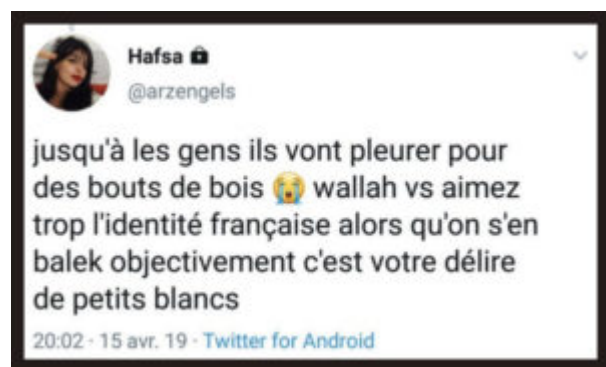 Hafsa
@arzengels
jusqu'à les gens ils vont pleurer pour
des bouts de bois 😭 wallah vs aimez
trop l'identité française alors qu'on s'en
balek objectivement c'est votre délire
de petits blancs
20:02 · 15 avr. 19 · Twitter for Android